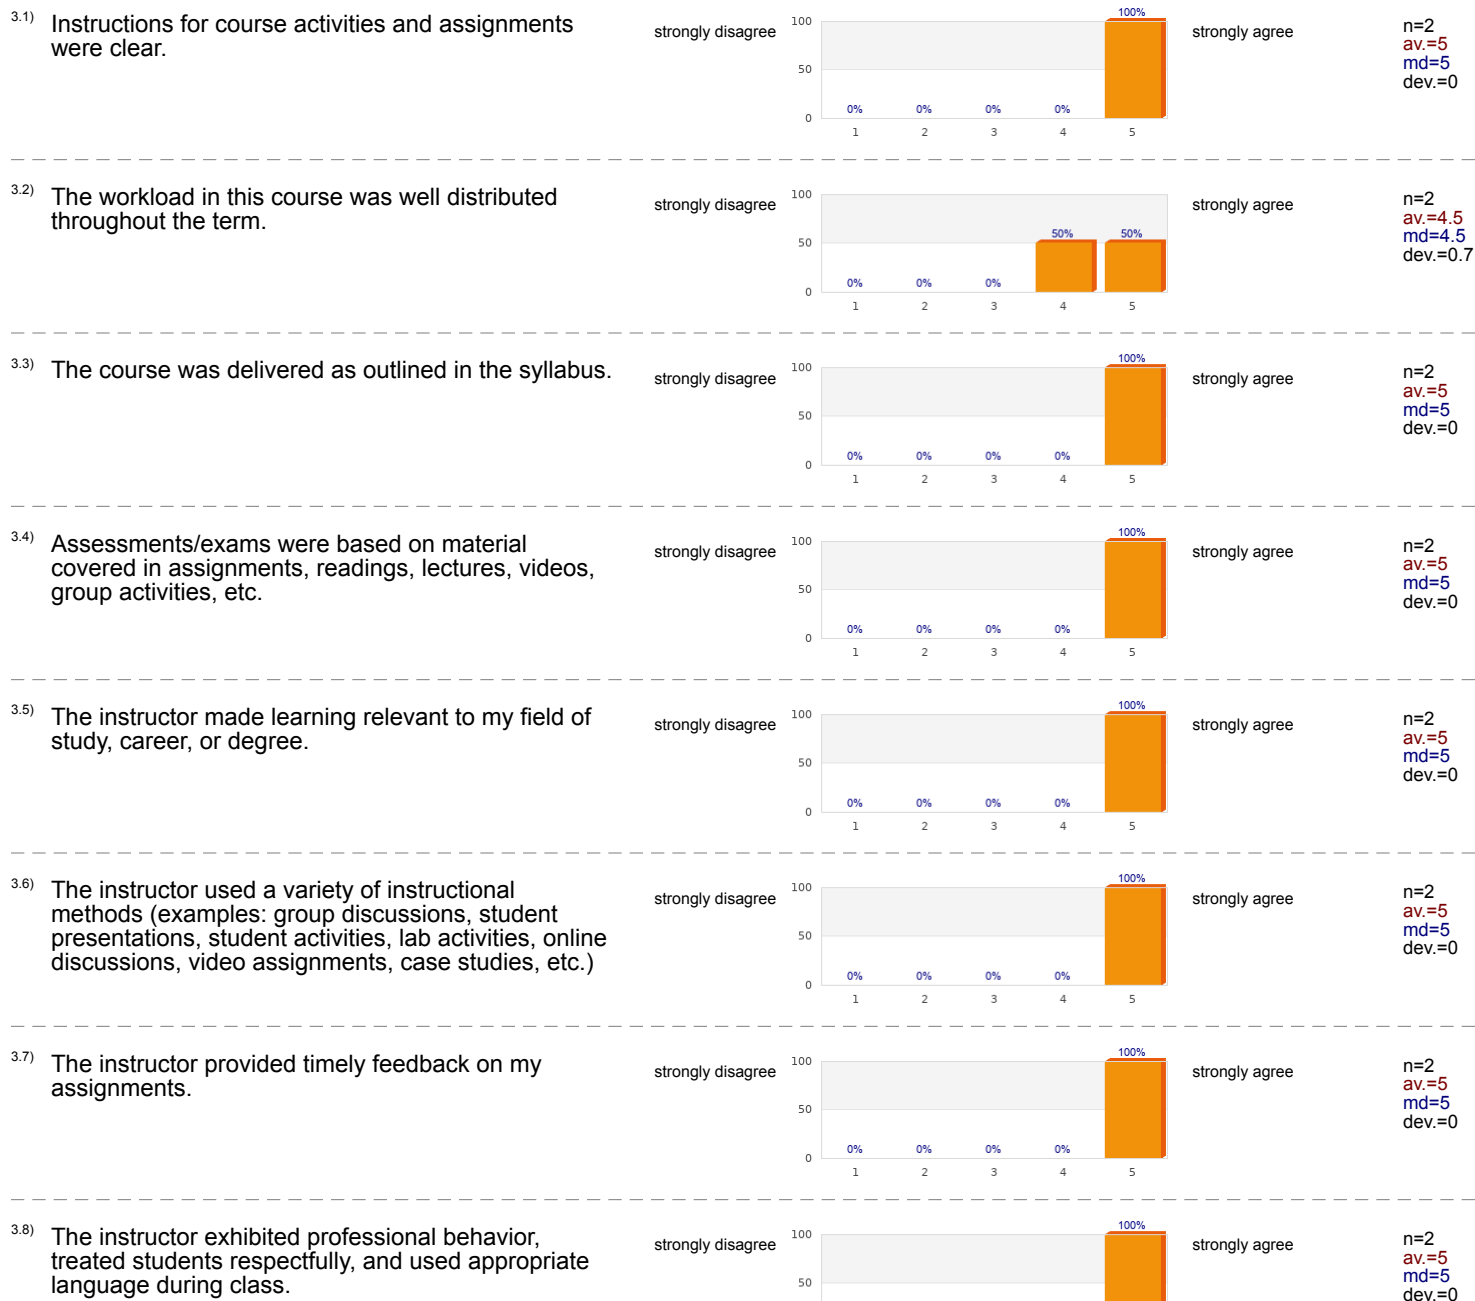 3.1) Instructions for course activities and assignments
were clear.
strongly disagree
100
50
0
0% 0% 0% 0% 100%
1 2 3 4 5
strongly agree
n=2
av.=5
md=5
dev.=0
3.2) The workload in this course was well distributed
throughout the term.
strongly disagree
100
50
0
0% 0% 0% 50% 50%
1 2 3 4 5
strongly agree
n=2
av.=4.5
md=4.5
dev.=0.7
3.3) The course was delivered as outlined in the syllabus.
strongly disagree
100
50
0
0% 0% 0% 0% 100%
1 2 3 4 5
strongly agree
n=2
av.=5
md=5
dev.=0
3.4) Assessments/exams were based on material
covered in assignments, readings, lectures, videos,
group activities, etc.
strongly disagree
100
50
0
0% 0% 0% 0% 100%
1 2 3 4 5
strongly agree
n=2
av.=5
md=5
dev.=0
3.5) The instructor made learning relevant to my field of
study, career, or degree.
strongly disagree
100
50
0
0% 0% 0% 0% 100%
1 2 3 4 5
strongly agree
n=2
av.=5
md=5
dev.=0
3.6) The instructor used a variety of instructional
methods (examples: group discussions, student
presentations, student activities, lab activities, online
discussions, video assignments, case studies, etc.)
strongly disagree
100
50
0
0% 0% 0% 0% 100%
1 2 3 4 5
strongly agree
n=2
av.=5
md=5
dev.=0
3.7) The instructor provided timely feedback on my
assignments.
strongly disagree
100
50
0
0% 0% 0% 0% 100%
1 2 3 4 5
strongly agree
n=2
av.=5
md=5
dev.=0
3.8) The instructor exhibited professional behavior,
treated students respectfully, and used appropriate
language during class.
strongly disagree
100
50
100%
strongly agree
n=2
av.=5
md=5
dev.=0